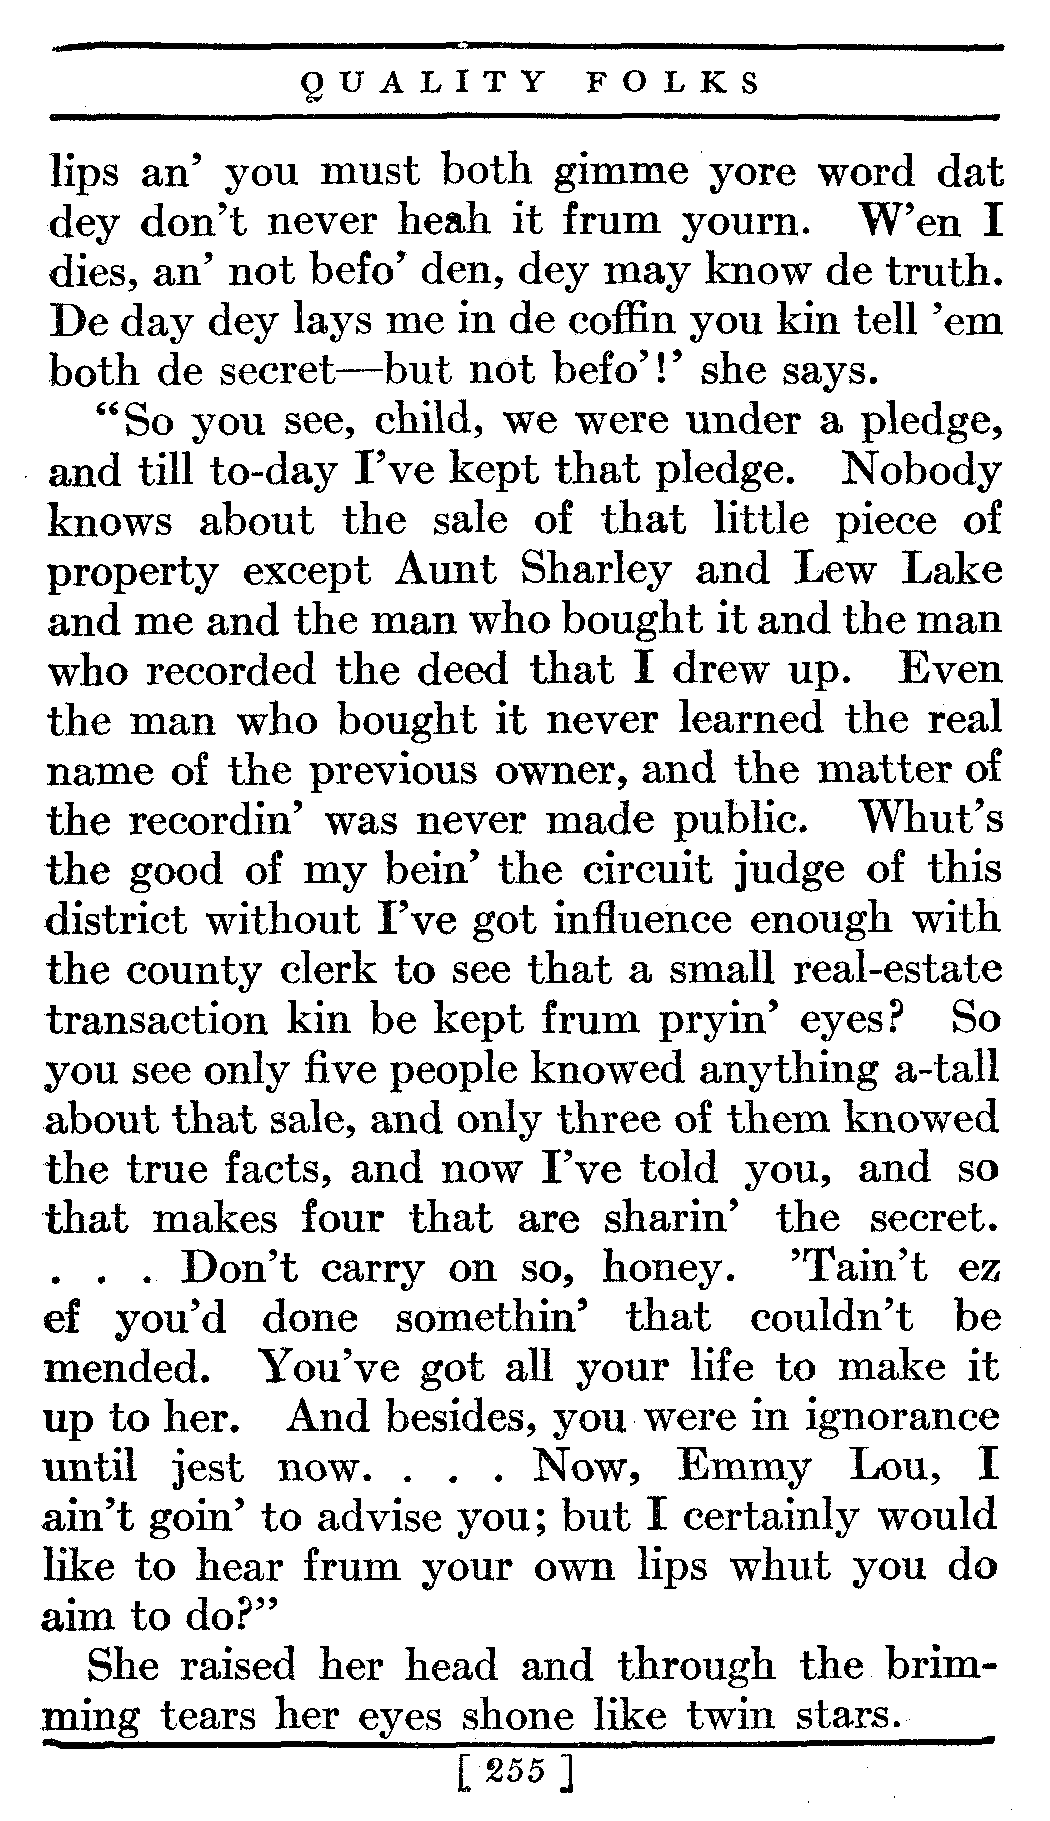 QUALITY FOLKS
lips an' you must both gimme yore word dat
dey don't never heah it frum yourn. W'en I
dies, an' not befo' den, dey may know de truth.
De day dey lays me in de coffin you kin tell 'em
both de secret—but not befo'!' she says.
"So you see, child, we were under a pledge,
and till to-day I've kept that pledge. Nobody
knows about the sale of that little piece of
property except Aunt Sharley and Lew Lake
and me and the man who bought it and the man
who recorded the deed that I drew up. Even
the man who bought it never learned the real
name of the previous owner, and the matter of
the recordin' was never made public. Whut's
the good of my bein' the circuit judge of this
district without I've got influence enough with
the county clerk to see that a small real-estate
transaction kin be kept frum pryin' eyes? So
you see only five people knowed anything a-tall
about that sale, and only three of them knowed
the true facts, and now I've told you, and so
that makes four that are sharin' the secret.
. . . Don't carry on so, honey. 'Tain't ez
ef you'd done somethin' that couldn't be
mended. You've got all your life to make it
up to her. And besides, you were in ignorance
until jest now. . . . Now, Emmy Lou, I
ain't goin' to advise you; but I certainly would
like to hear frum your own lips whut you do
aim to do?"
She raised her head and through the brim-
ming tears her eyes shone like twin stars.
[ 255 ]